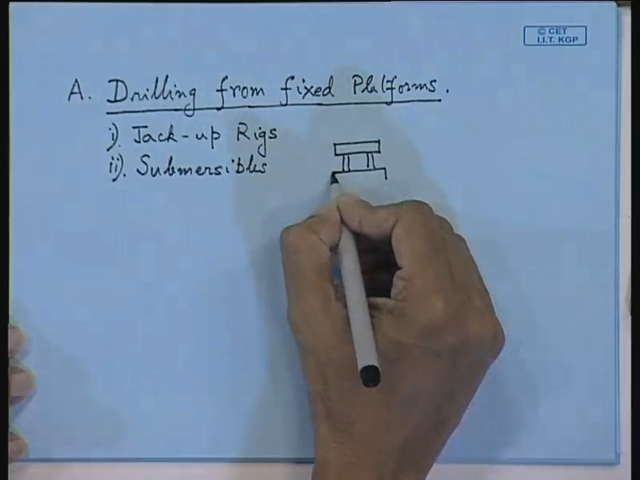 © CET
I.I.T. KGP
A. Drilling from fixed Platforms.
i). Jack-up Rigs
ii). Submersibles